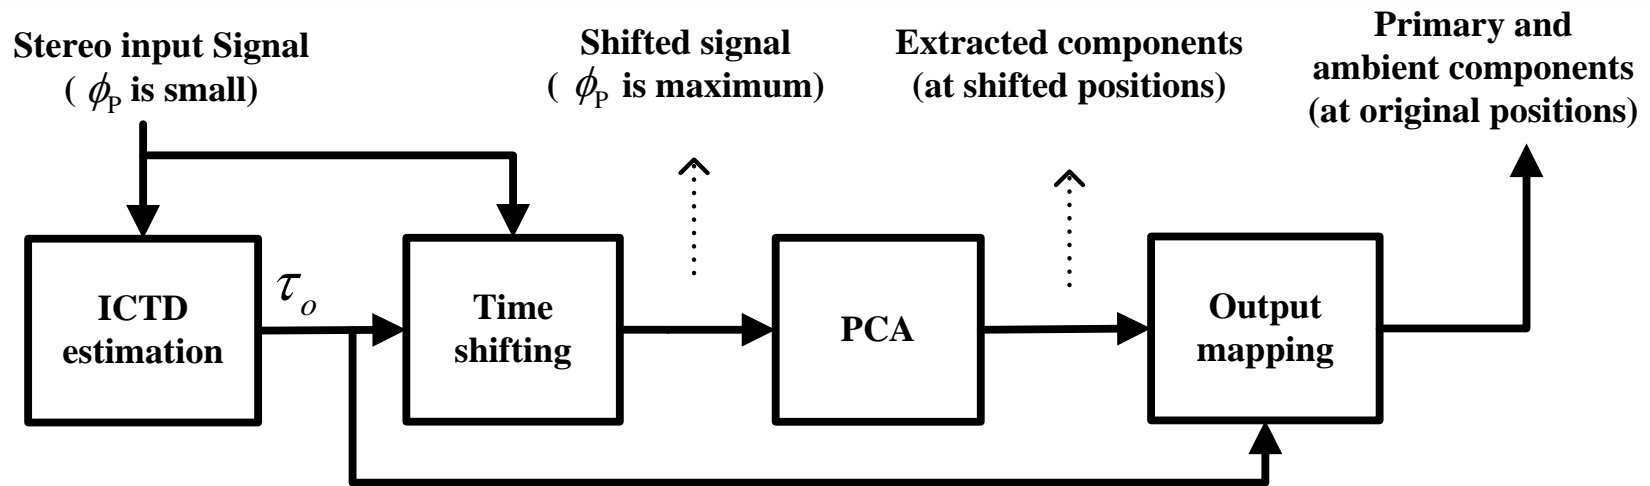 Stereo input Signal
( ϕP is small)
Shifted signal
( ϕP is maximum)
Extracted components
(at shifted positions)
Primary and
ambient components
(at original positions)
ICTD
estimation
τo
Time
shifting
PCA
Output
mapping